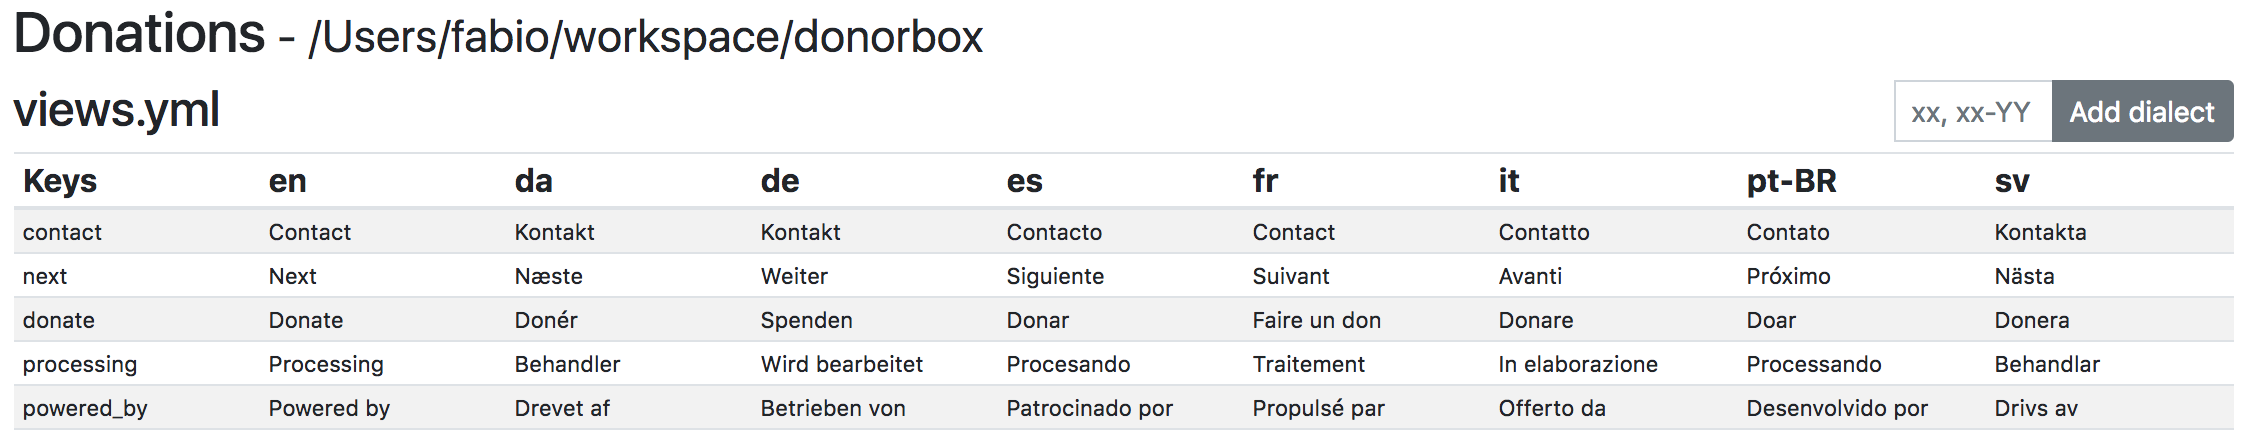 Donations - /Users/fabio/workspace/donorbox
views.yml xx, xx-YY Add dialect
Keys en da de es fr it pt-BR sv
contact Contact Kontakt Kontakt Contacto Contact Contatto Contato Kontakta
next Next Næste Weiter Siguiente Suivant Avanti Próximo Nästa
donate Donate Donér Spenden Donar Faire un don Donare Doar Donera
processing Processing Behandler Wird bearbeitet Procesando Traitement In elaborazione Processando Behandlar
powered_by Powered by Drevet af Betrieben von Patrocinado por Propulsé par Offerto da Desenvolvido por Drivs av